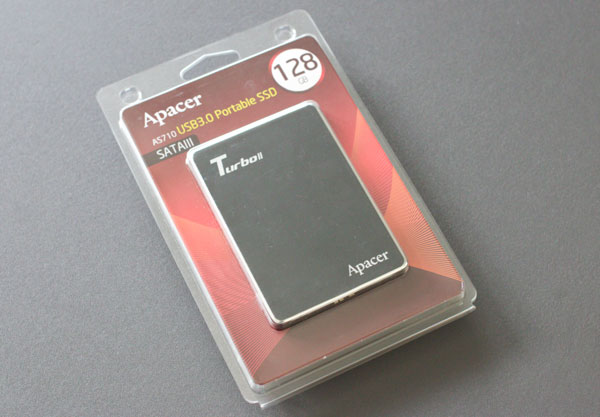 Apacer
128
GB
AS710 USB3.0 Portable SSD
SATAIII
Turbo II
Apacer